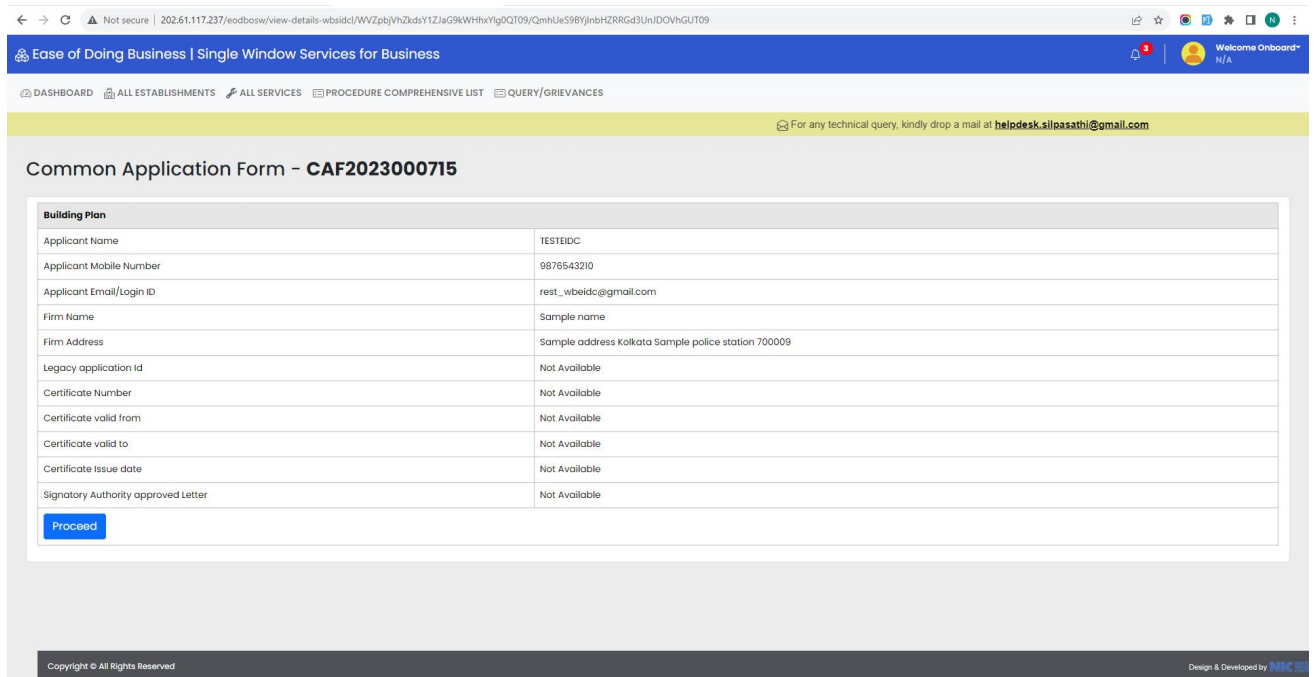 Not secure | 202.61.117.237/eodbosw/view-details-wbsidcl/WVZpbjVhZkdsY1ZJaG9kWHhxYlg0QT09/QmhUeS9BYjlnbHZRRGd3UnJDOVhGUT09
N
Ease of Doing Business | Single Window Services for Business
3
Welcome Onboard
N/A
DASHBOARD ALL ESTABLISHMENTS ALL SERVICES PROCEDURE COMPREHENSIVE LIST QUERY/GRIEVANCES
For any technical query, kindly drop a mail at helpdesk.silpasathi@gmail.com
Common Application Form - CAF2023000715
Building Plan
Applicant Name TESTEIDC
Applicant Mobile Number 9876543210
Applicant Email/Login ID rest_wbeidc@gmail.com
Firm Name Sample name
Firm Address Sample address Kolkata Sample police station 700009
Legacy application Id Not Available
Certificate Number Not Available
Certificate valid from Not Available
Certificate valid to Not Available
Certificate Issue date Not Available
Signatory Authority approved Letter Not Available
Proceed
Copyright © All Rights Reserved
Design & Developed by NIC